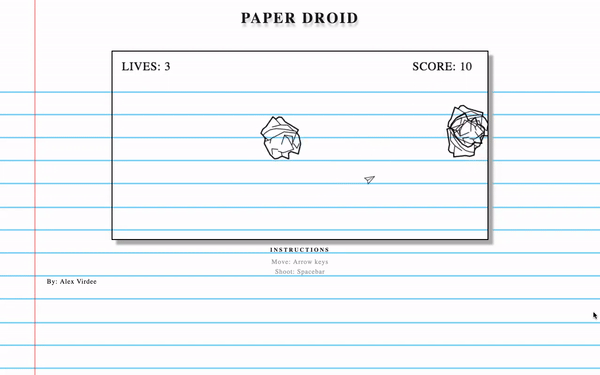 PAPER DROID
LIVES: 3
SCORE: 10
INSTRUCTIONS
Move: Arrow keys
Shoot: Spacebar
By: Alex Virdee